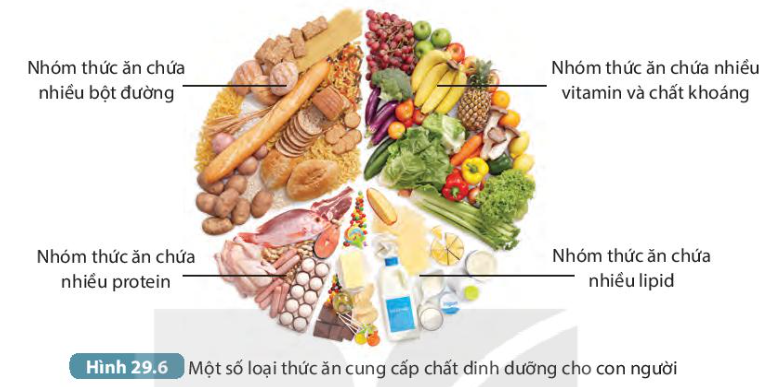 Nhóm thức ăn chứa
nhiều bột đường
Nhóm thức ăn chứa nhiều
vitamin và chất khoáng
Nhóm thức ăn chứa
nhiều protein
Nhóm thức ăn chứa
nhiều lipid
Hình 29.6 Một số loại thức ăn cung cấp chất dinh dưỡng cho con người